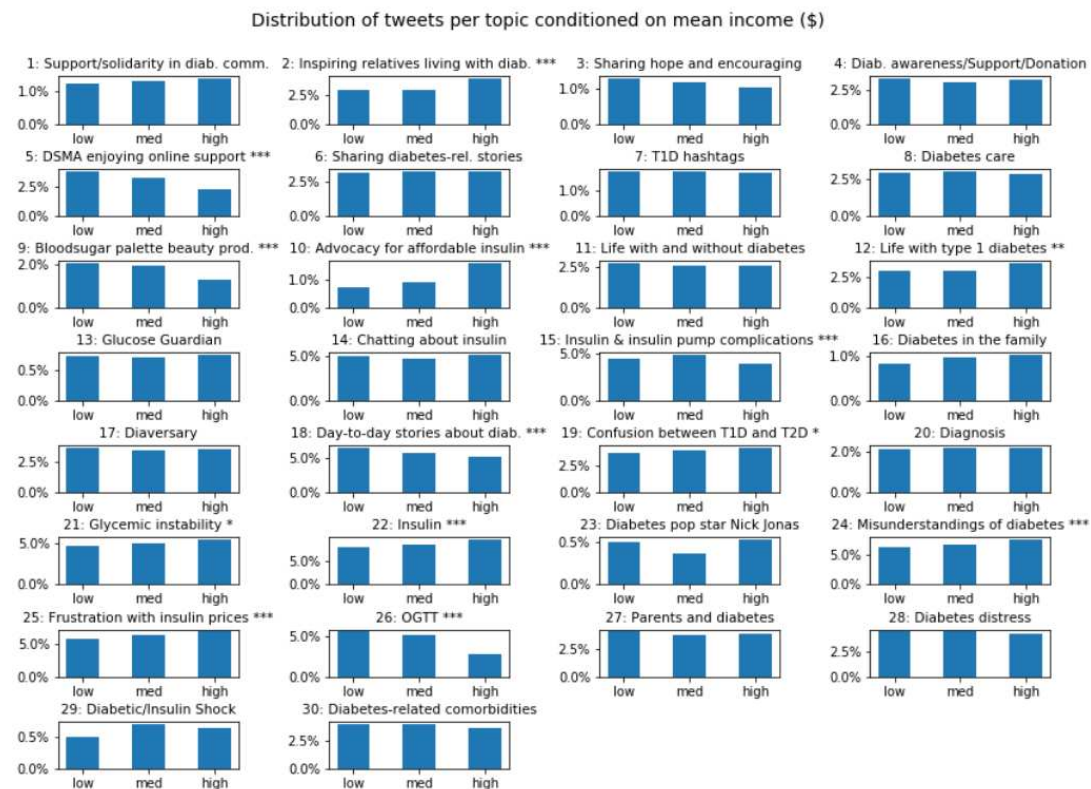 Distribution of tweets per topic conditioned on mean income ($)
1: Support/solidarity in diab. comm.
1.0%
0.0%
low med high
2: Inspiring relatives living with diab. ***
2.5%
0.0%
low med high
3: Sharing hope and encouraging
1.0%
0.0%
low med high
4: Diab. awareness/Support/Donation
2.5%
0.0%
low med high
5: DSMA enjoying online support ***
2.5%
0.0%
low med high
6: Sharing diabetes-rel. stories
2.5%
0.0%
low med high
7: T1D hashtags
1.0%
0.0%
low med high
8: Diabetes care
2.5%
0.0%
low med high
9: Bloodsugar palette beauty prod. ***
2.0%
0.0%
low med high
10: Advocacy for affordable insulin ***
1.0%
0.0%
low med high
11: Life with and without diabetes
2.5%
0.0%
low med high
12: Life with type 1 diabetes **
2.5%
0.0%
low med high
13: Glucose Guardian
0.5%
0.0%
low med high
14: Chatting about insulin
5.0%
0.0%
low med high
15: Insulin & insulin pump complications ***
5.0%
0.0%
low med high
16: Diabetes in the family
1.0%
0.0%
low med high
17: Diaversary
2.5%
0.0%
low med high
18: Day-to-day stories about diab. ***
5.0%
0.0%
low med high
19: Confusion between T1D and T2D *
2.5%
0.0%
low med high
20: Diagnosis
2.0%
0.0%
low med high
21: Glycemic instability *
5.0%
0.0%
low med high
22: Insulin ***
5.0%
0.0%
low med high
23: Diabetes pop star Nick Jonas
0.5%
0.0%
low med high
24: Misunderstandings of diabetes ***
5.0%
0.0%
low med high
25: Frustration with insulin prices ***
5.0%
0.0%
low med high
26: OGTT ***
5.0%
0.0%
low med high
27: Parents and diabetes
2.5%
0.0%
low med high
28: Diabetes distress
2.5%
0.0%
low med high
29: Diabetic/Insulin Shock
0.5%
0.0%
low med high
30: Diabetes-related comorbidities
2.5%
0.0%
low med high